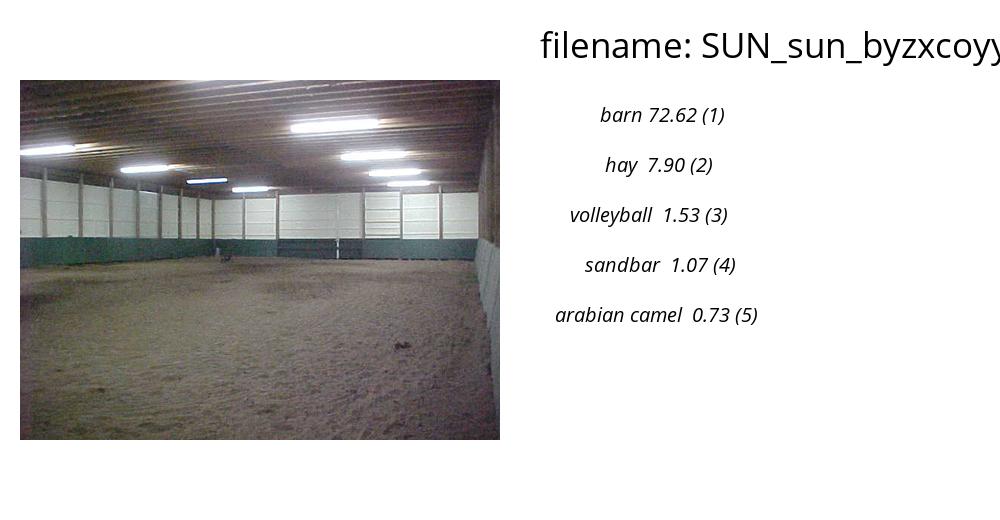 filename: SUN_sun_byzxcoyy
barn 72.62 (1)
hay 7.90 (2)
volleyball 1.53 (3)
sandbar 1.07 (4)
arabian camel 0.73 (5)